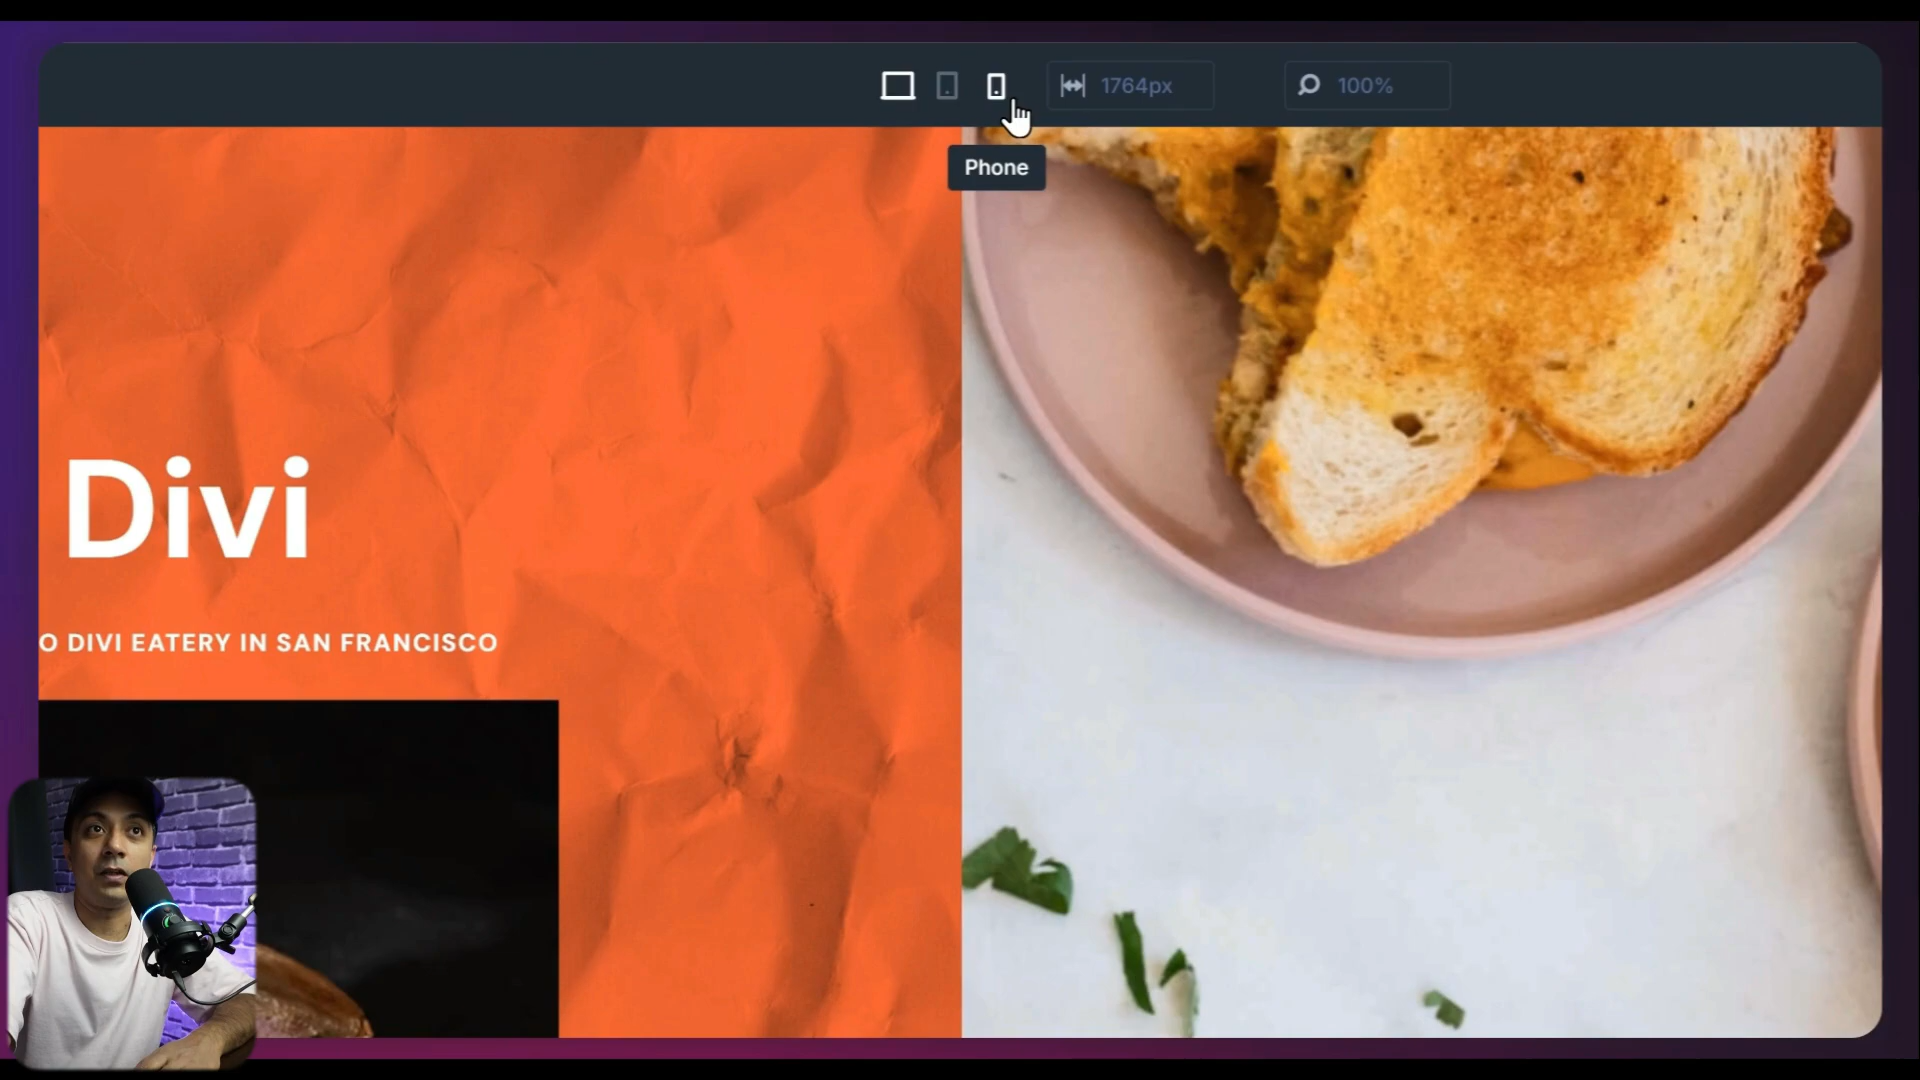 1764px
100%
Phone
Divi
O DIVI EATERY IN SAN FRANCISCO